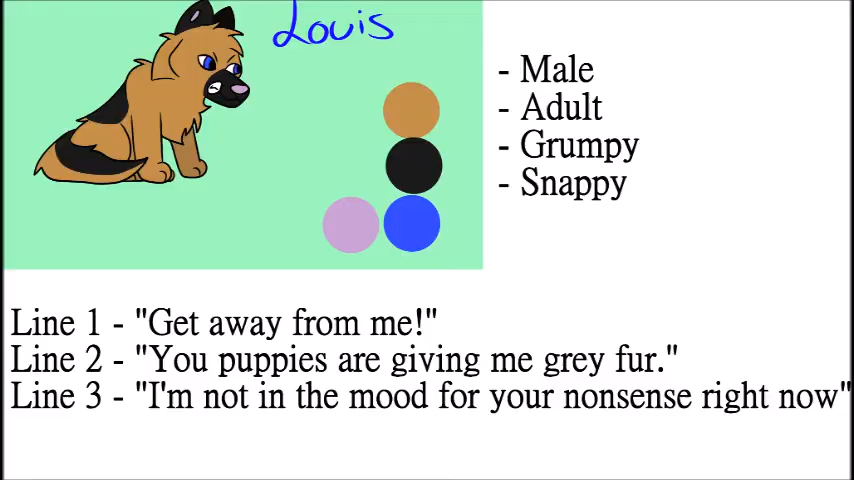 Louis
- Male
- Adult
- Grumpy
- Snappy
Line 1 - "Get away from me!"
Line 2 - "You puppies are giving me grey fur."
Line 3 - "I'm not in the mood for your nonsense right now"